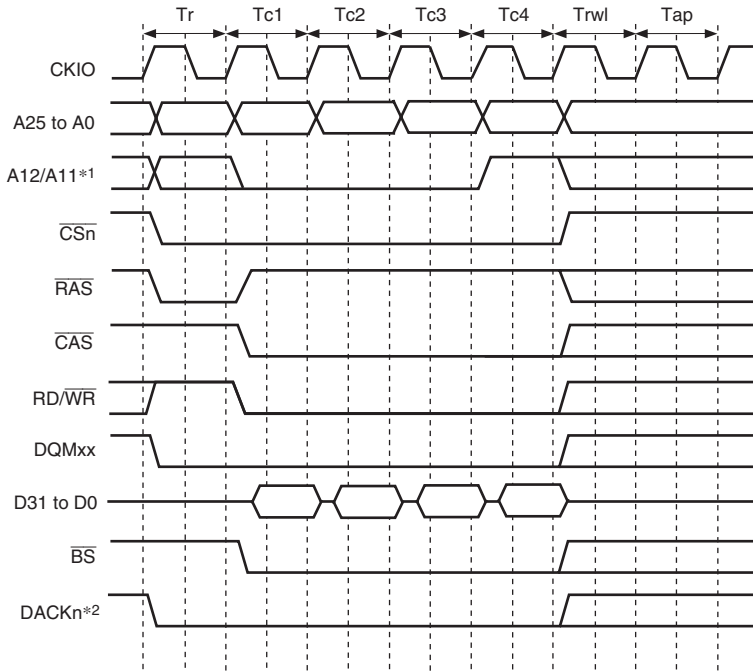 Tr Tc1 Tc2 Tc3 Tc4 Trwl Tap
CKIO
A25 to A0
A12/A11*1
CSn
RAS
CAS
RD/WR
DQMxx
D31 to D0
BS
DACKn*2